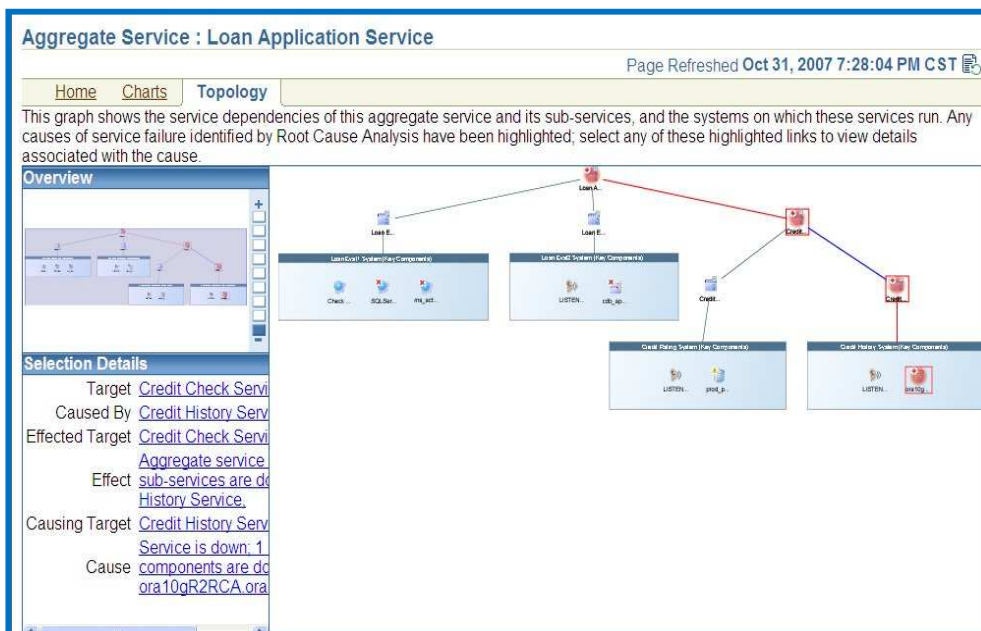 Aggregate Service : Loan Application Service
Page Refreshed Oct 31, 2007 7:28:04 PM CST
Home Charts Topology
This graph shows the service dependencies of this aggregate service and its sub-services, and the systems on which these services run. Any
causes of service failure identified by Root Cause Analysis have been highlighted; select any of these highlighted links to view details
associated with the cause.
Overview
Loan A...
Loan E...
Loan E...
Credit...
Loan Eval1 System(Key Components)
Check ...
SQLSer...
Loan Eval2 System(Key Components)
LISTEN...
cdb_ap...
Credit...
Credit...
Credit Rating System(Key Components)
LISTEN...
prod_p...
Credit History System(Key Components)
LISTEN...
ora10g...
Selection Details
Target Credit Check Servi
Caused By Credit History Serv
Effected Target Credit Check Servi
Effect Aggregate service
sub-services are do
History Service,
Causing Target Credit History Serv
Cause Service is down; 1
components are do
ora10gR2RCA.ora